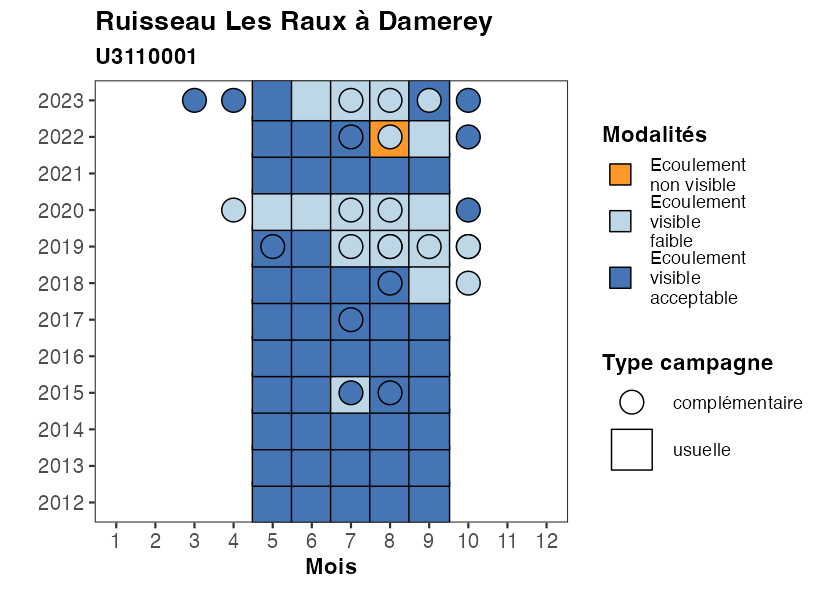 Ruisseau Les Raux à Damerey
U3110001
2023
2022
2021
2020
2019
2018
2017
2016
2015
2014
2013
2012
1 2 3 4 5 6 7 8 9 10 11 12
Mois
Modalités
Ecoulement
non visible
Ecoulement
visible
faible
Ecoulement
visible
acceptable
Type campagne
complémentaire
usuelle